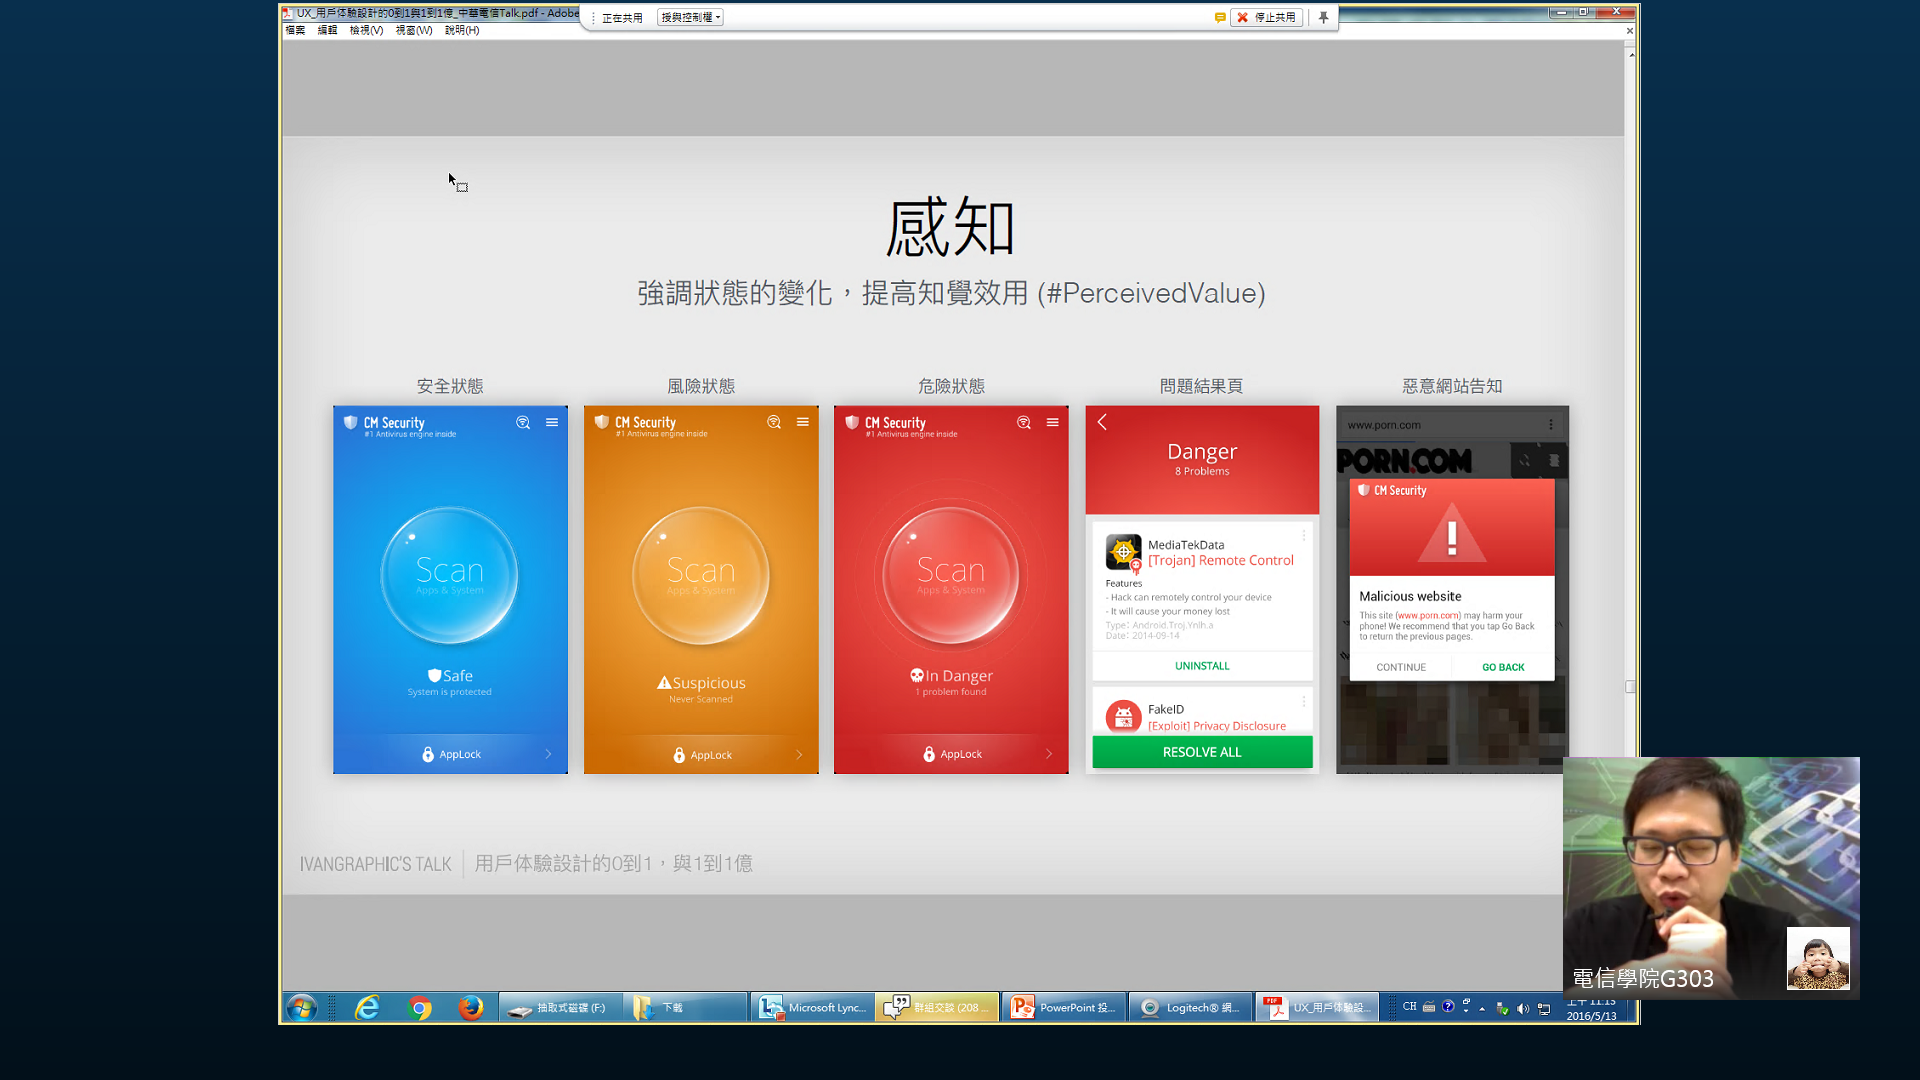 UX_用戶体驗設計的0到1與1到1億_中華電信Talk.pdf - Adobe
正在共用
授與控制權
停止共用
檔案 編輯 檢視(V) 視窗(W) 說明(H)
感知
強調狀態的變化，提高知覺效用 (#PerceivedValue)
安全狀態
風險狀態
危險狀態
問題結果頁
惡意網站告知
CM Security
#1 Antivirus engine inside
Scan
Apps & System
Safe
System is protected
AppLock
CM Security
#1 Antivirus engine inside
Scan
Apps & System
Suspicious
Never Scanned
AppLock
CM Security
#1 Antivirus engine inside
Scan
Apps & System
In Danger
1 problem found
AppLock
Danger
8 Problems
MediaTekData
[Trojan] Remote Control
Features
- Hack can remotely control your device
- It will cause your money lost
Type: Android.Troj.Ynlh.a
Date: 2014-09-14
UNINSTALL
FakeID
[Exploit] Privacy Disclosure
RESOLVE ALL
www.porn.com
PORN.COM
CM Security
Malicious website
This site (www.porn.com) may harm your
phone! We recommend that you tap Go Back
to return the previous pages.
CONTINUE
GO BACK
IVANGRAPHIC'S TALK
用戶体驗設計的0到1，與1到1億
電信學院G303
抽取式磁碟 (F:)
下載
Microsoft Lync...
群組交談 (208 ...
PowerPoint 投...
Logitech® 網...
UX_用戶体驗設...
CH
上午 11:13
2016/5/13